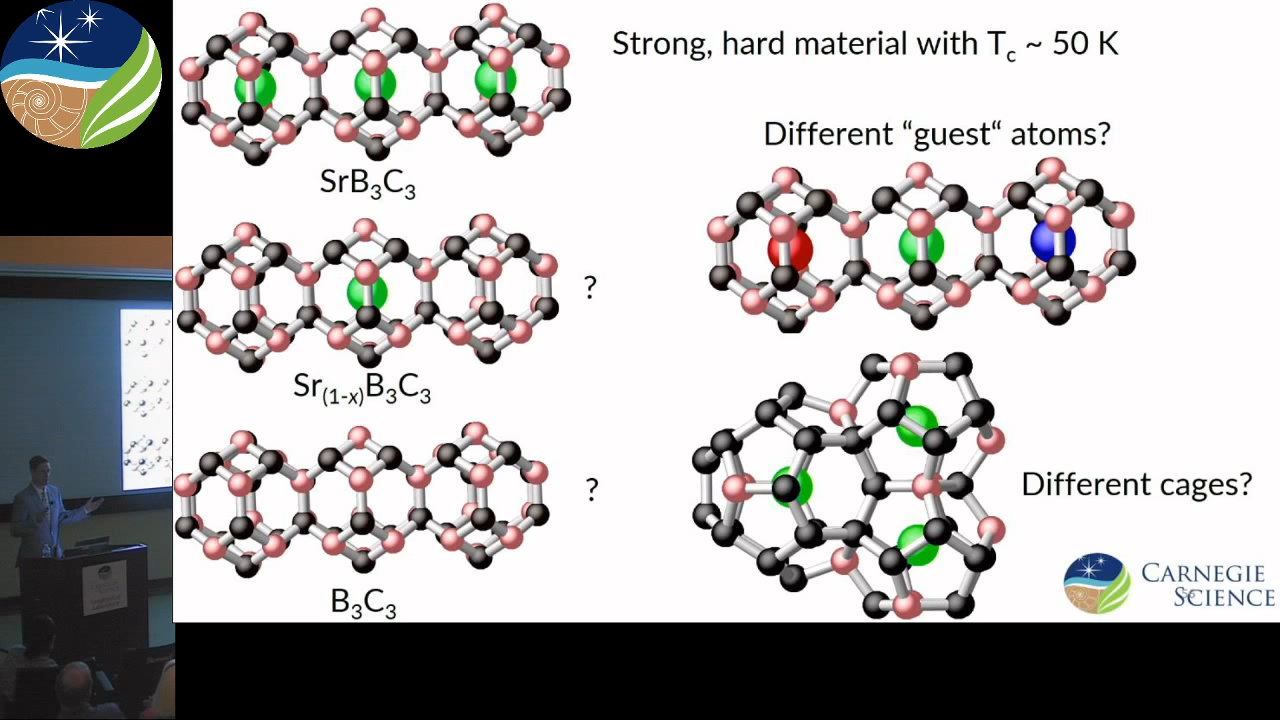 Strong, hard material with Tc ~ 50 K
SrB₃C₃
Different “guest“ atoms?
?
Sr₍₁₋ₓ₎B₃C₃
?
B₃C₃
Different cages?
CARNEGIE
SCIENCE